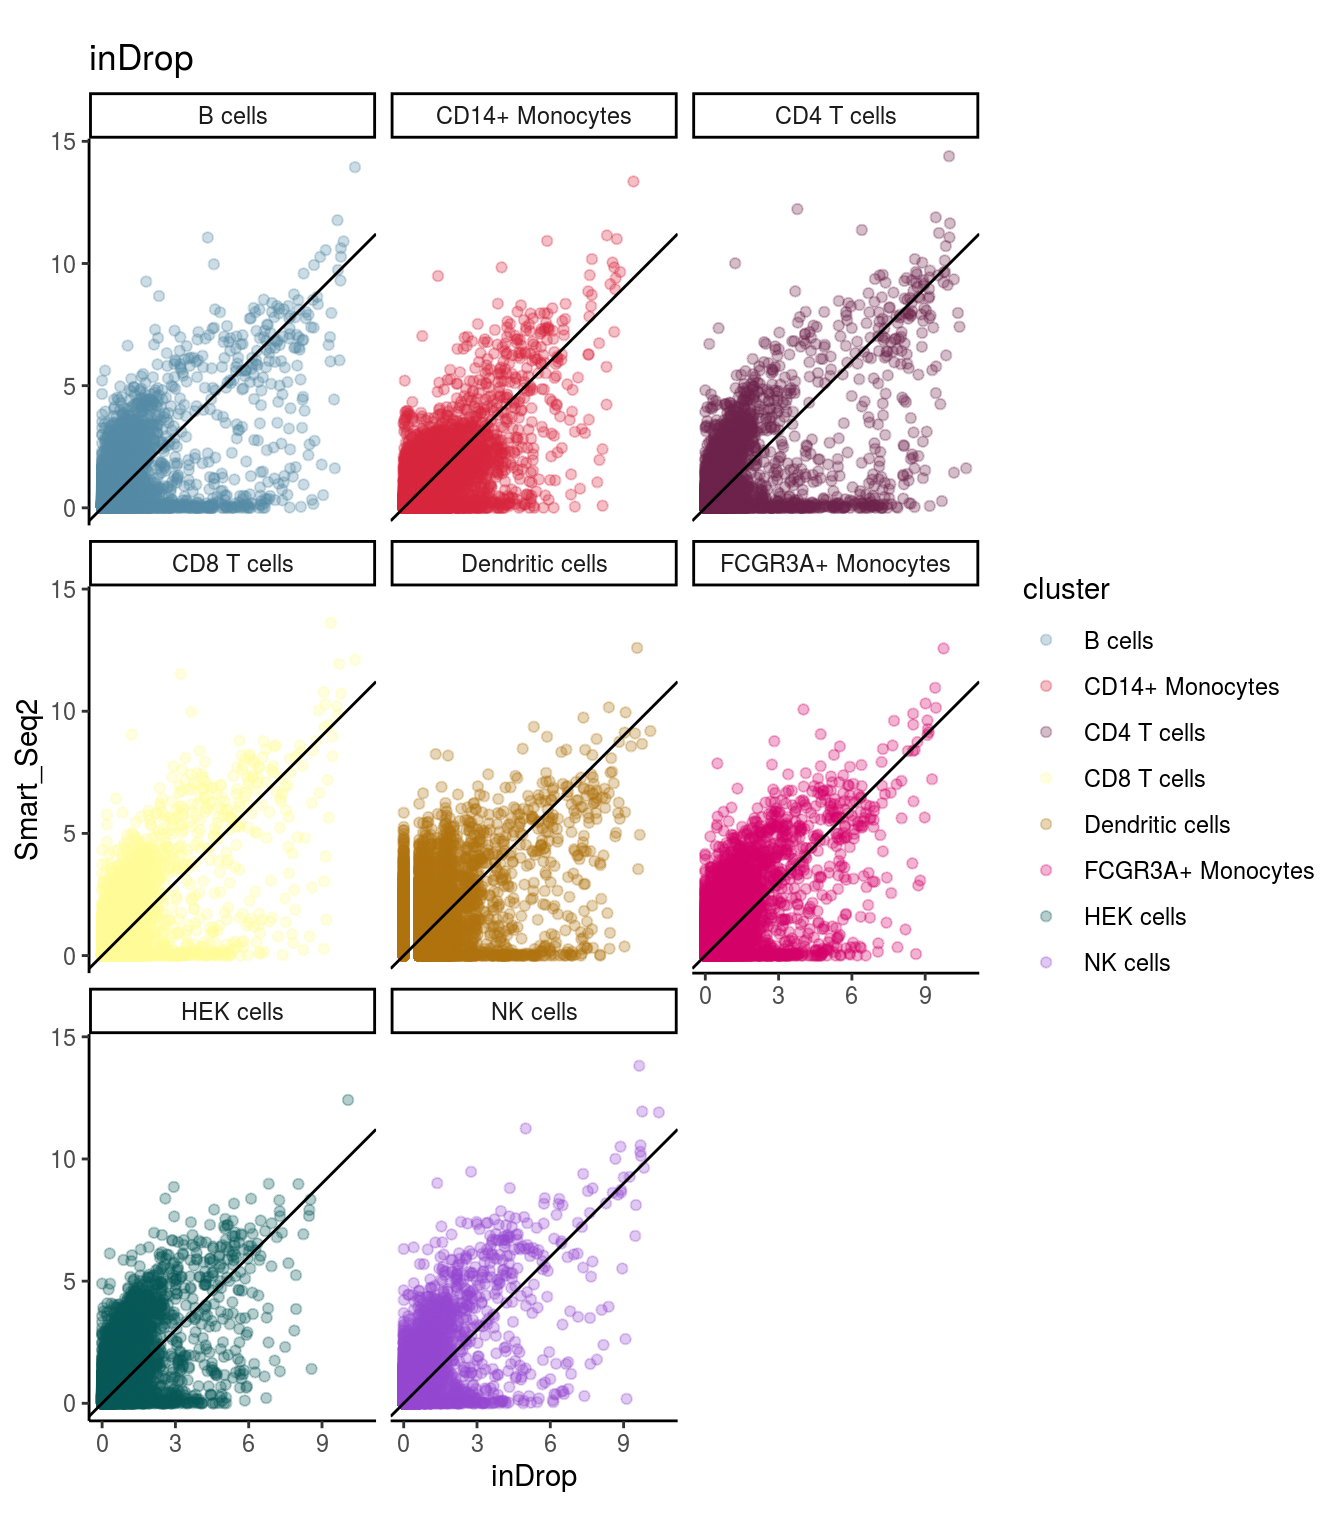 inDrop
B cells
CD14+ Monocytes
CD4 T cells
15
10
5
0
CD8 T cells
Dendritic cells
FCGR3A+ Monocytes
15
10
5
0
0 3 6 9
HEK cells
NK cells
15
10
5
0
0 3 6 9
0 3 6 9
inDrop
Smart_Seq2
cluster
B cells
CD14+ Monocytes
CD4 T cells
CD8 T cells
Dendritic cells
FCGR3A+ Monocytes
HEK cells
NK cells